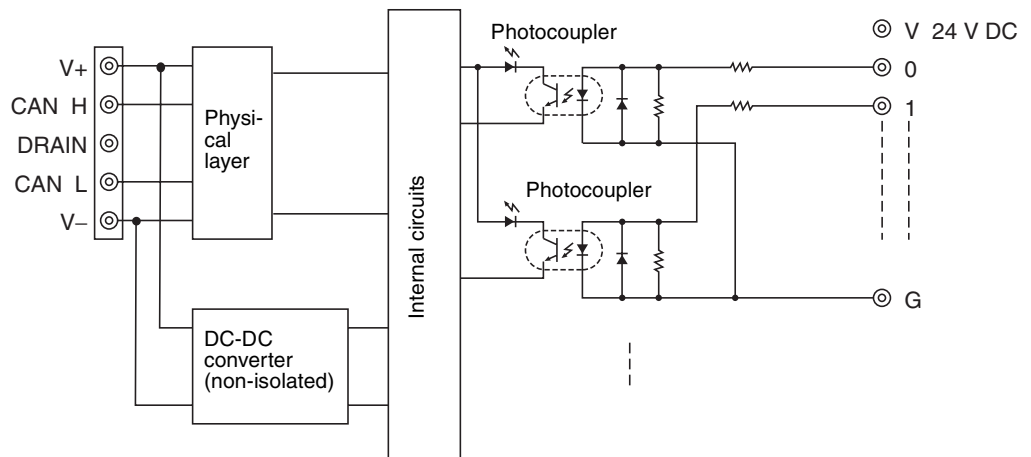 V+
CAN H
DRAIN
CAN L
V–
Physi-
cal
layer
DC-DC
converter
(non-isolated)
Internal circuits
Photocoupler
Photocoupler
V 24 V DC
0
1
G